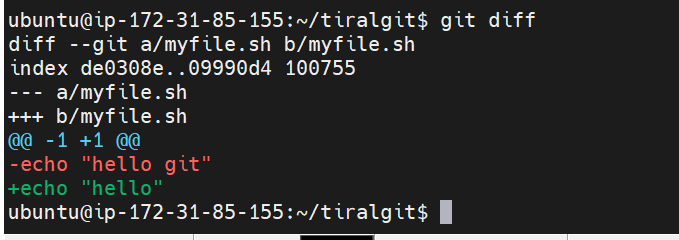 ubuntu@ip-172-31-85-155:~/tiralgit$ git diff
diff --git a/myfile.sh b/myfile.sh
index de0308e..09990d4 100755
--- a/myfile.sh
+++ b/myfile.sh
@@ -1 +1 @@
-echo "hello git"
+echo "hello"
ubuntu@ip-172-31-85-155:~/tiralgit$